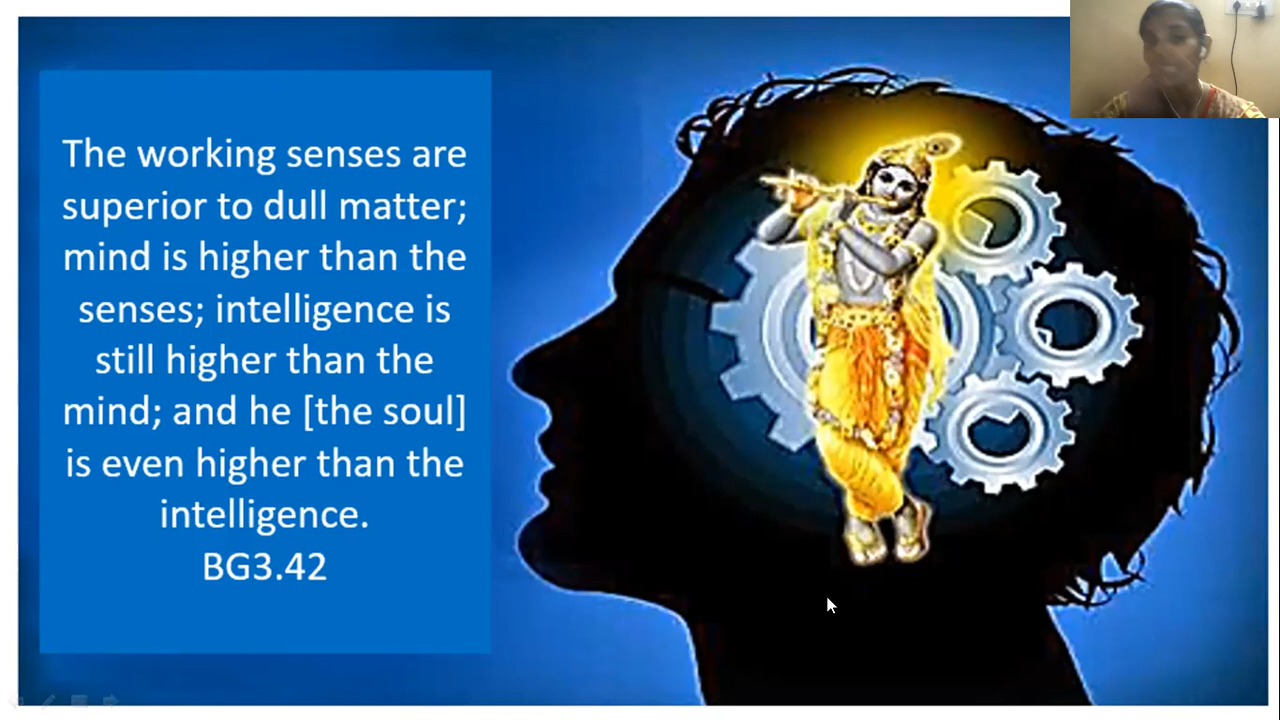 The working senses are
superior to dull matter;
mind is higher than the
senses; intelligence is
still higher than the
mind; and he [the soul]
is even higher than the
intelligence.
BG3.42